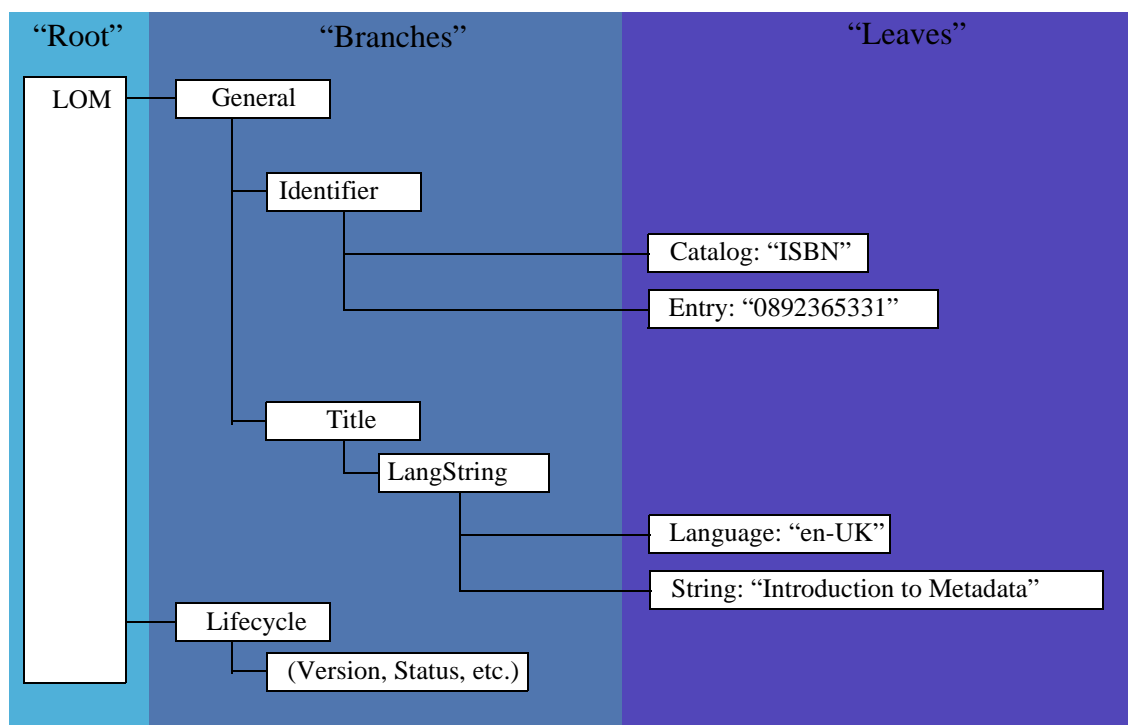 “Root”
“Branches”
“Leaves”
LOM
General
Identifier
Catalog: “ISBN”
Entry: “0892365331”
Title
LangString
Language: “en-UK”
String: “Introduction to Metadata”
Lifecycle
(Version, Status, etc.)